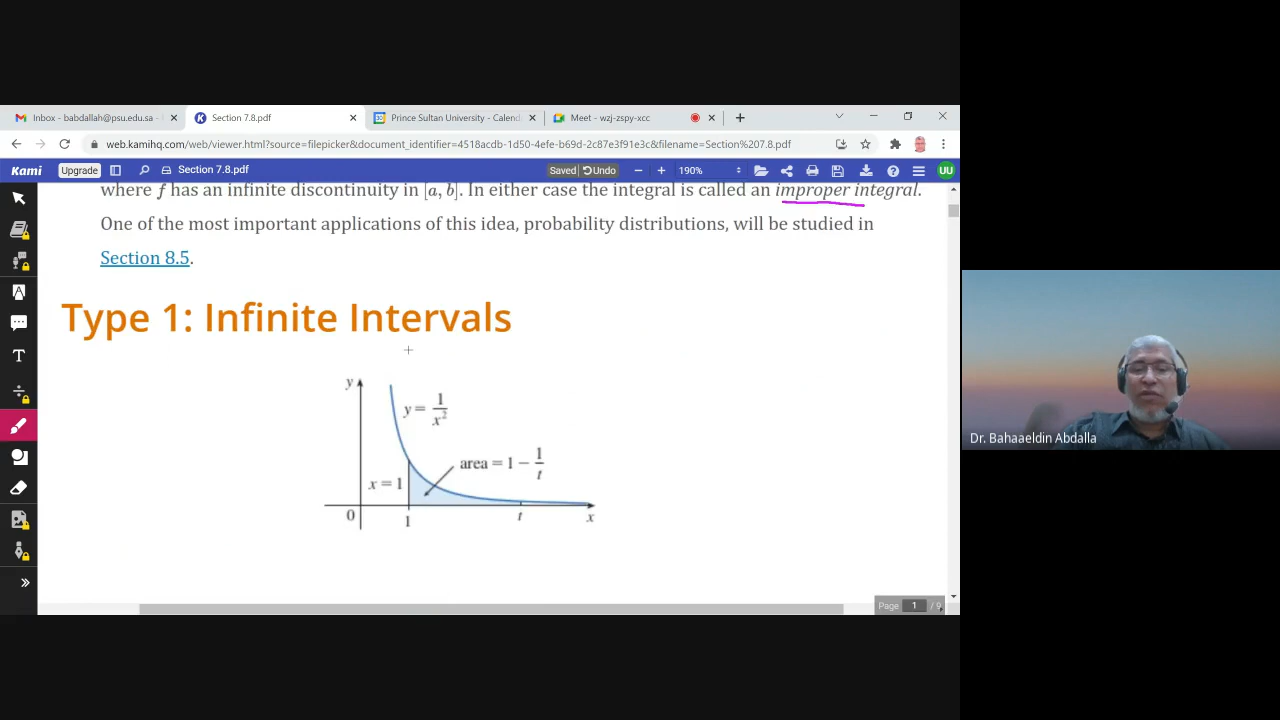 Inbox - babdallah@psu.edu.sa -
Section 7.8.pdf
Prince Sultan University - Calend
Meet - wzj-zspy-xcc
web.kamihq.com/web/viewer.html?source=filepicker&document_identifier=4518acdb-1d50-4efe-b69d-2c87e3f91e3c&filename=Section%207.8.pdf
Kami
Upgrade
Section 7.8.pdf
Saved
Undo
190%
UU
where f has an infinite discontinuity in [a, b]. In either case the integral is called an improper integral.
One of the most important applications of this idea, probability distributions, will be studied in
Section 8.5.
Type 1: Infinite Intervals
y
y = 1/x²
area = 1 − 1/t
x = 1
0
1
t
x
Page 1 / 9
Dr. Bahaaeldin Abdalla